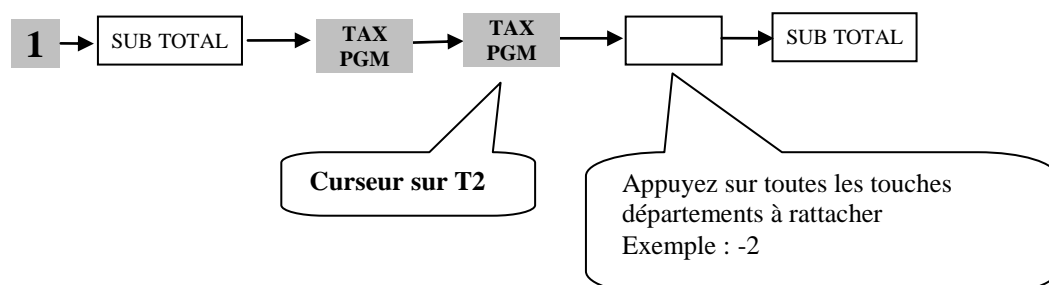 1
SUB TOTAL
TAX
PGM
TAX
PGM
SUB TOTAL
Curseur sur T2
Appuyez sur toutes les touches
départements à rattacher
Exemple : -2